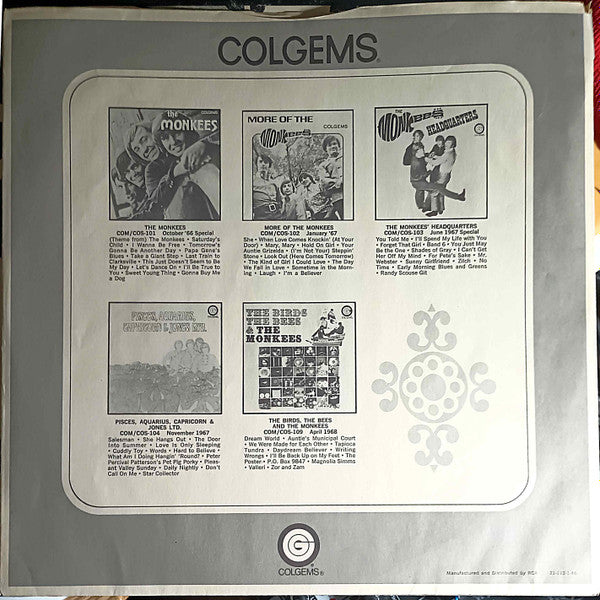 COLGEMS®
the
MONKEES
COLGEMS
MORE OF THE
MONKEES
COLGEMS
THE
MONKEES
HEADQUARTERS
THE MONKEES
COM/COS-101 October '66 Special
(Theme from) The Monkees • Saturday's
Child • I Wanna Be Free • Tomorrow's
Gonna Be Another Day • Papa Gene's
Blues • Take a Giant Step • Last Train to
Clarksville • This Just Doesn't Seem to Be
My Day • Let's Dance On • I'll Be True to
You • Sweet Young Thing • Gonna Buy Me
a Dog
MORE OF THE MONKEES
COM/COS-102 January '67
She • When Love Comes Knockin' (At Your
Door) • Mary, Mary • Hold On Girl • Your
Auntie Grizelda • (I'm Not Your) Steppin'
Stone • Look Out (Here Comes Tomorrow)
• The Kind of Girl I Could Love • The Day
We Fall in Love • Sometime in the Morn-
ing • Laugh • I'm a Believer
THE MONKEES' HEADQUARTERS
COM/COS-103 June 1967 Special
You Told Me • I'll Spend My Life with You
• Forget That Girl • Band 6 • You Just May
Be the One • Shades of Gray • I Can't Get
Her Off My Mind • For Pete's Sake • Mr.
Webster • Sunny Girlfriend • Zilch • No
Time • Early Morning Blues and Greens
• Randy Scouse Git
PISCES, AQUARIUS,
CAPRICORN & JONES LTD.
THE BIRDS
THE BEES
& THE
MONKEES
PISCES, AQUARIUS, CAPRICORN &
JONES LTD.
COM/COS-104 November 1967
Salesman • She Hangs Out • The Door
Into Summer • Love Is Only Sleeping
• Cuddly Toy • Words • Hard to Believe •
What Am I Doing Hangin' 'Round? • Peter
Percival Patterson's Pet Pig Porky • Pleas-
ant Valley Sunday • Daily Nightly • Don't
Call On Me • Star Collector
THE BIRDS, THE BEES
AND THE MONKEES
COM/COS-109 April 1968
Dream World • Auntie's Municipal Court
• We Were Made for Each Other • Tapioca
Tundra • Daydream Believer • Writing
Wrongs • I'll Be Back Up on My Feet • The
Poster • P.O. Box 9847 • Magnolia Simms
• Valleri • Zor and Zam
COLGEMS®
Manufactured and Distributed by RCA